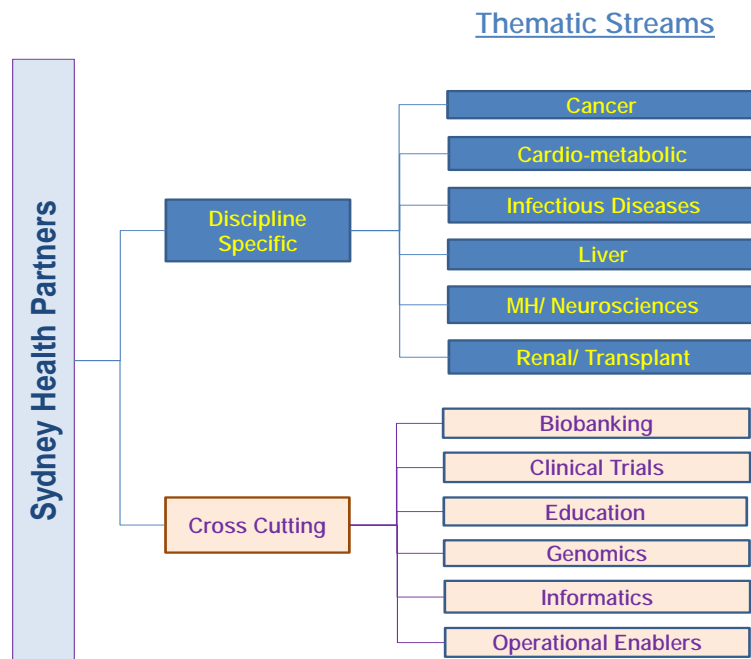 Thematic Streams
Sydney Health Partners
Discipline
Specific
Cancer
Cardio-metabolic
Infectious Diseases
Liver
MH/ Neurosciences
Renal/ Transplant
Cross Cutting
Biobanking
Clinical Trials
Education
Genomics
Informatics
Operational Enablers